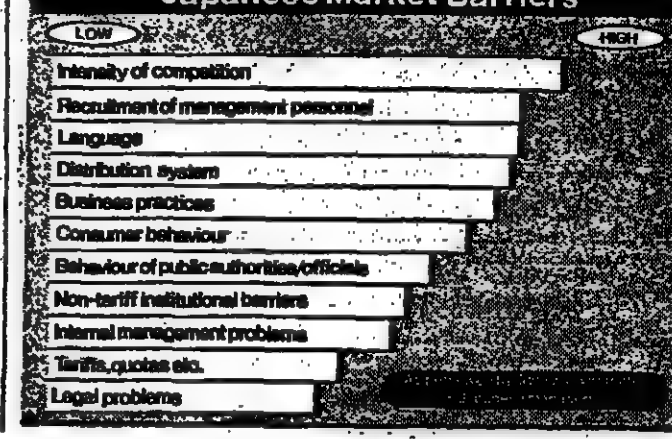 Japanese Market Barriers
LOW
HIGH
Intensity of competition
Recruitment of management personnel
Language
Distribution system
Business practices
Consumer behaviour
Behaviour of public authorities/officials
Non-tariff institutional barriers
Internal management problems
Tariffs, quotas etc.
Legal problems